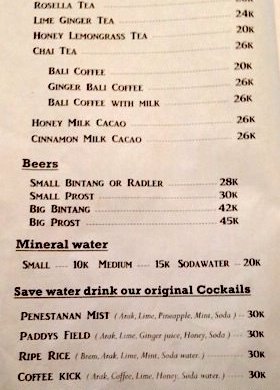 Rosella Tea
Lime Ginger Tea 24K
Honey Lemongrass Tea 20K
Chai Tea 26K
Bali Coffee 20K
Ginger Bali Coffee 26K
Bali Coffee with milk 26K
Honey Milk Cacao 26K
Cinnamon Milk Cacao 26K
Beers
Small Bintang or Radler 28K
Small Prost 30K
Big Bintang 42K
Big Prost 45K
Mineral water
Small 10K Medium 15K Sodawater 20K
Save water drink our original Cockails
Penestanan Mist ( Arak, Lime, Pineapple, Mint, Soda ) 30K
Paddys Field ( Arak, Lime, Ginger juice, Honey, Soda ) 30K
Ripe Rice ( Brem, Arak, Lime, Mint, Soda water. ) 30K
Coffee kick ( Arak, Coffee, Lime, Honey, Soda water. ) 30K